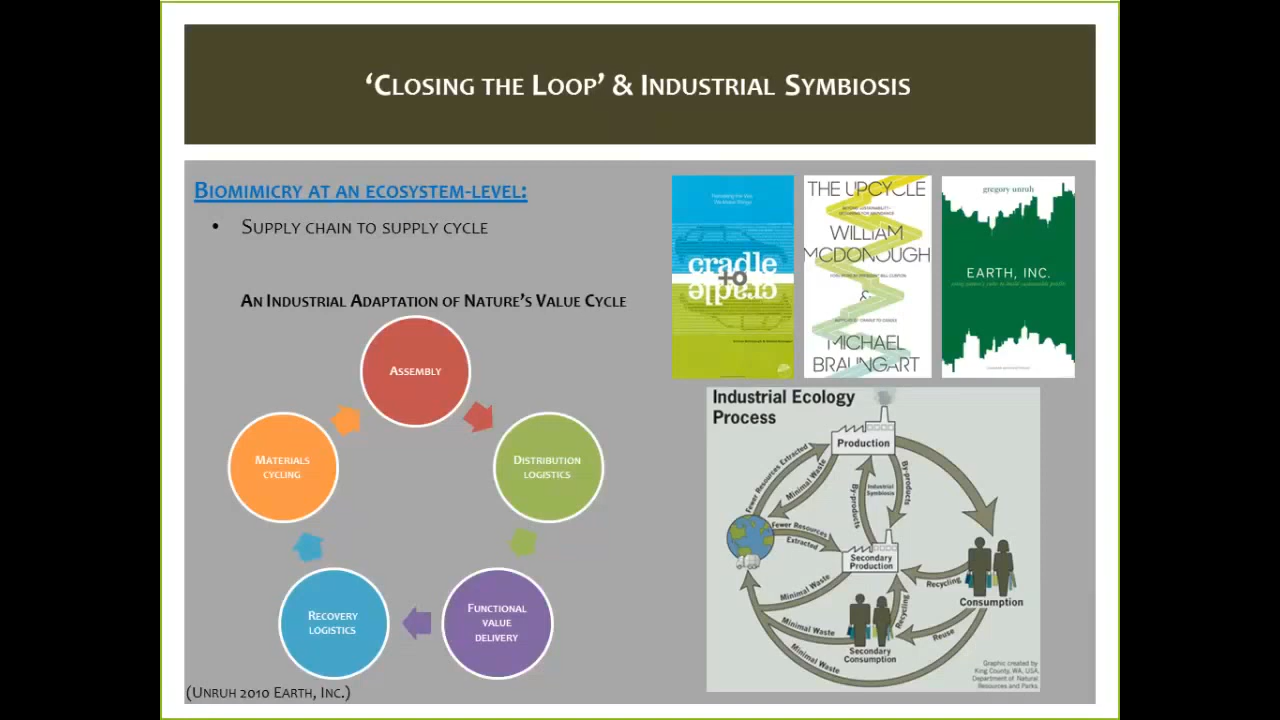 ‘Closing the Loop’ & Industrial Symbiosis
Biomimicry at an ecosystem-level:
• Supply chain to supply cycle
An Industrial Adaptation of Nature’s Value Cycle
Assembly
Distribution
logistics
Functional
value
delivery
Recovery
logistics
Materials
cycling
(Unruh 2010 Earth, Inc.)
cradle
to
cradle
THE UPCYCLE
WILLIAM
MCDONOUGH
&
MICHAEL
BRAUNGART
gregory unruh
EARTH, INC.
Industrial Ecology
Process
Production
Fewer Resources Extracted
Minimal Waste
By-products
Industrial
Symbiosis
By-products
Fewer Resources
Extracted
Secondary
Production
Minimal Waste
Recycling
Consumption
Recycling
Reuse
Minimal Waste
Secondary
Consumption
Minimal Waste
Graphic created by
King County, WA, USA,
Department of Natural
Resources and Parks